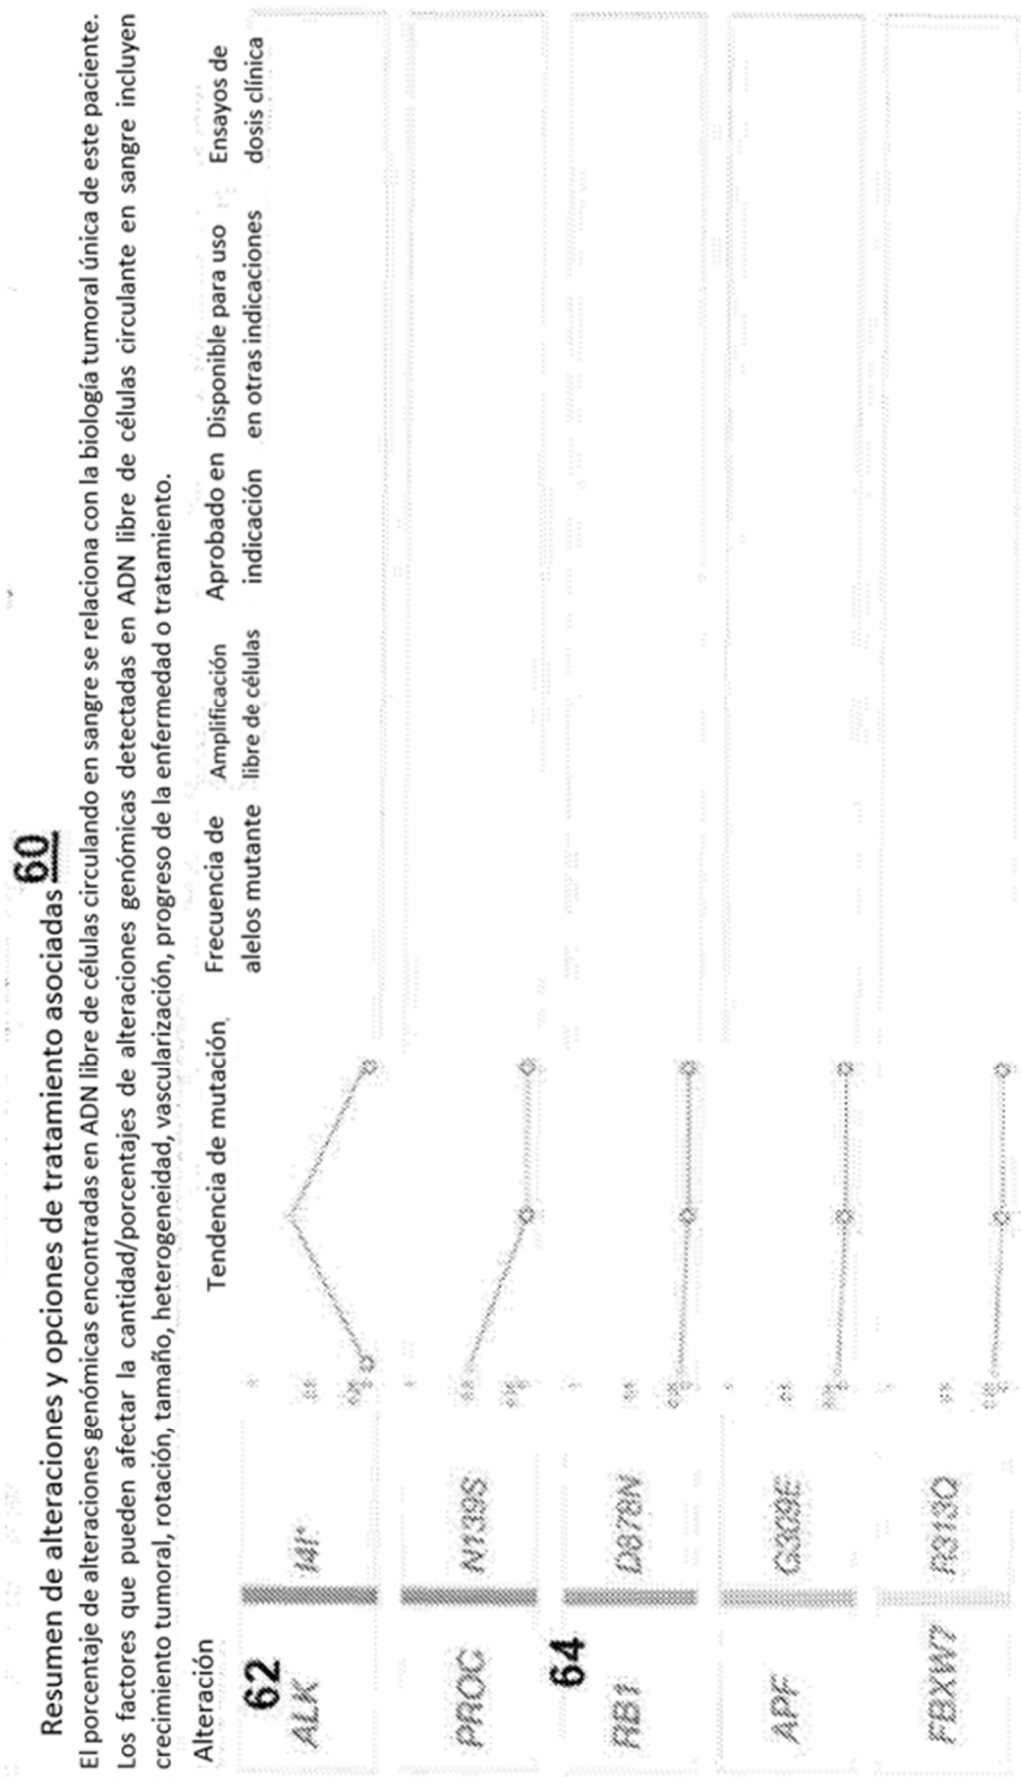 Resumen de alteraciones y opciones de tratamiento asociadas 60
El porcentaje de alteraciones genómicas encontradas en ADN libre de células circulando en sangre se relaciona con la biología tumoral única de este paciente.
Los factores que pueden afectar la cantidad/porcentajes de alteraciones genómicas detectadas en ADN libre de células circulante en sangre incluyen
crecimiento tumoral, rotación, tamaño, heterogeneidad, vascularización, progreso de la enfermedad o tratamiento.
Alteración
Tendencia de mutación
Frecuencia de
alelos mutante
Amplificación
libre de células
Aprobado en
indicación
Disponible para uso
en otras indicaciones
Ensayos de
dosis clínica
62
ALK I4I*
PROC N139S
64
RB1 D878N
APF G309E
FBXW7 R313Q